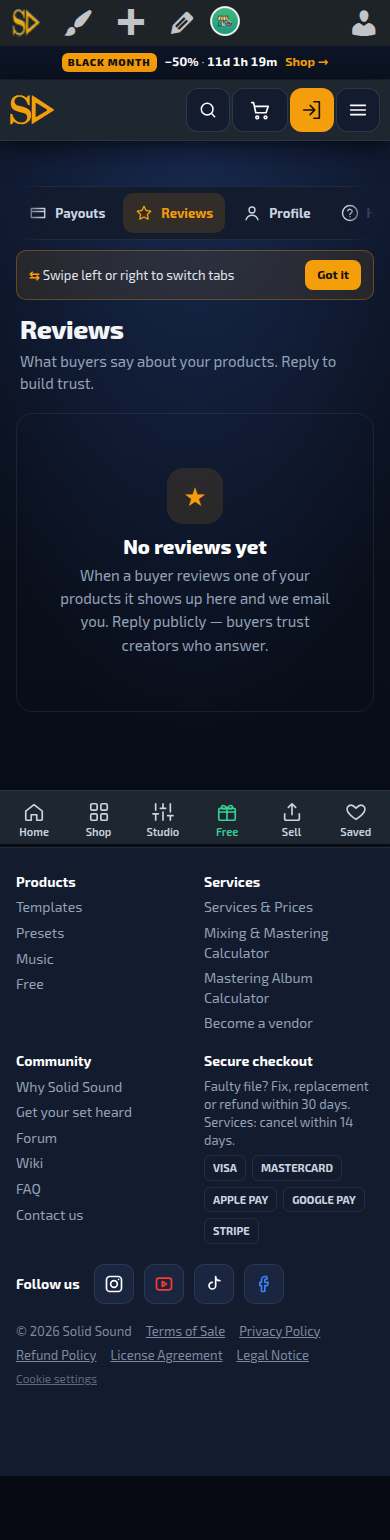 BLACK MONTH −50% · 11d 1h 19m Shop →
Payouts Reviews Profile
⇆ Swipe left or right to switch tabs Got it
Reviews
What buyers say about your products. Reply to
build trust.
No reviews yet
When a buyer reviews one of your
products it shows up here and we email
you. Reply publicly — buyers trust
creators who answer.
Home Shop Studio Free Sell Saved
Products
Templates
Presets
Music
Free
Services
Services & Prices
Mixing & Mastering
Calculator
Mastering Album
Calculator
Become a vendor
Community
Why Solid Sound
Get your set heard
Forum
Wiki
FAQ
Contact us
Secure checkout
Faulty file? Fix, replacement
or refund within 30 days.
Services: cancel within 14
days.
VISA MASTERCARD
APPLE PAY GOOGLE PAY
STRIPE
Follow us
© 2026 Solid Sound Terms of Sale Privacy Policy
Refund Policy License Agreement Legal Notice
Cookie settings